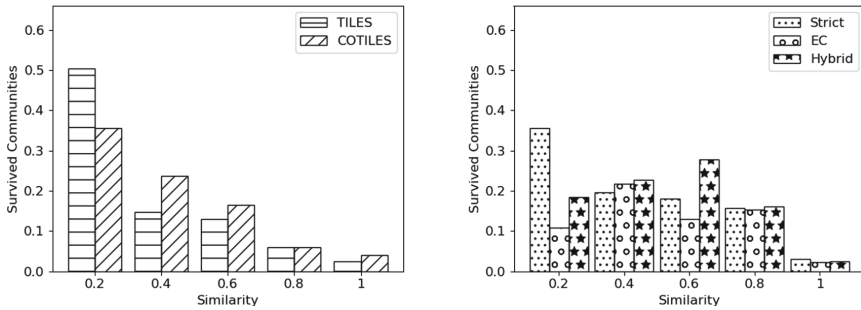 TILES
COTILES
Survived Communities
0.6
0.5
0.4
0.3
0.2
0.1
0.0
0.2 0.4 0.6 0.8 1
Similarity
Strict
EC
Hybrid
Survived Communities
0.6
0.5
0.4
0.3
0.2
0.1
0.0
0.2 0.4 0.6 0.8 1
Similarity